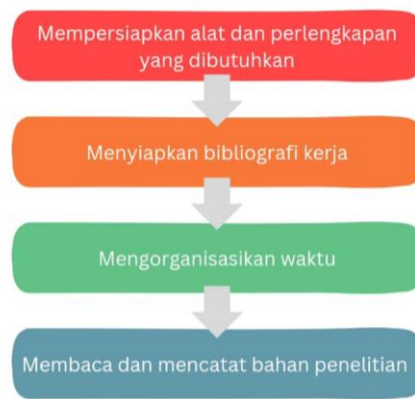 Mempersiapkan alat dan perlengkapan
yang dibutuhkan
Menyiapkan bibliografi kerja
Mengorganisasikan waktu
Membaca dan mencatat bahan penelitian